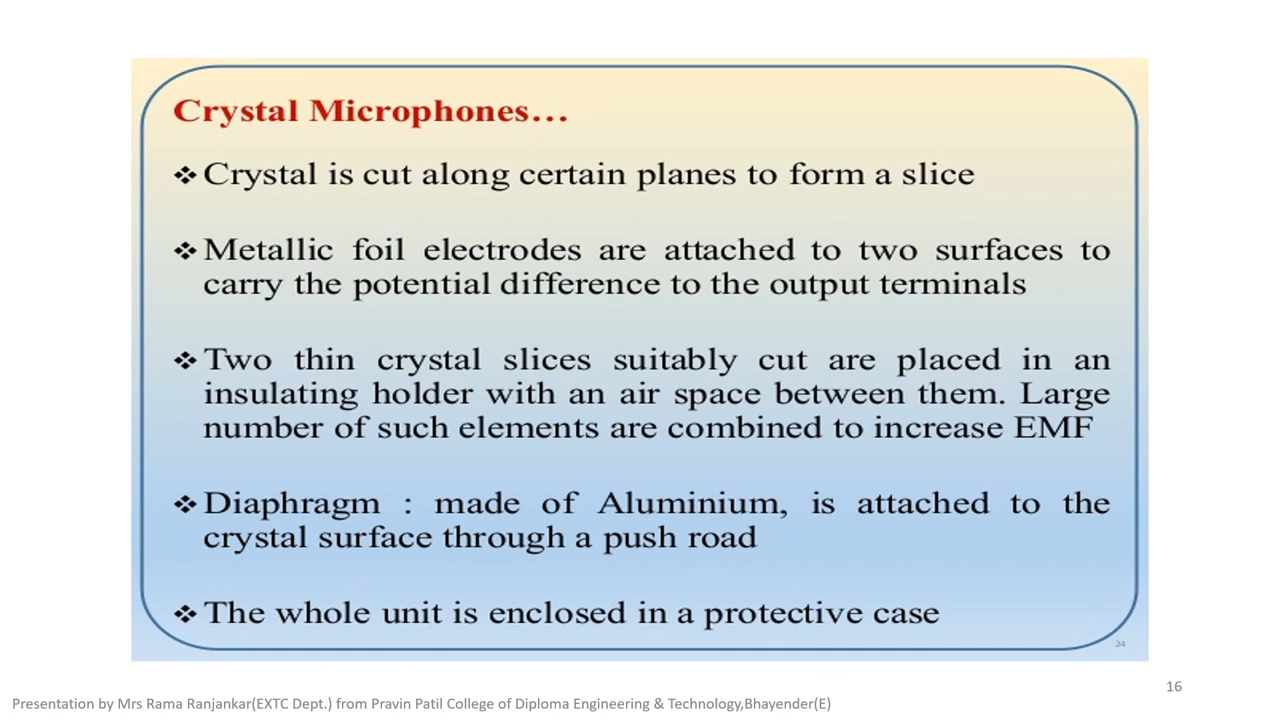 Crystal Microphones…
❖ Crystal is cut along certain planes to form a slice
❖ Metallic foil electrodes are attached to two surfaces to
carry the potential difference to the output terminals
❖ Two thin crystal slices suitably cut are placed in an
insulating holder with an air space between them. Large
number of such elements are combined to increase EMF
❖ Diaphragm : made of Aluminium, is attached to the
crystal surface through a push road
❖ The whole unit is enclosed in a protective case
24
16
Presentation by Mrs Rama Ranjankar(EXTC Dept.) from Pravin Patil College of Diploma Engineering & Technology,Bhayender(E)